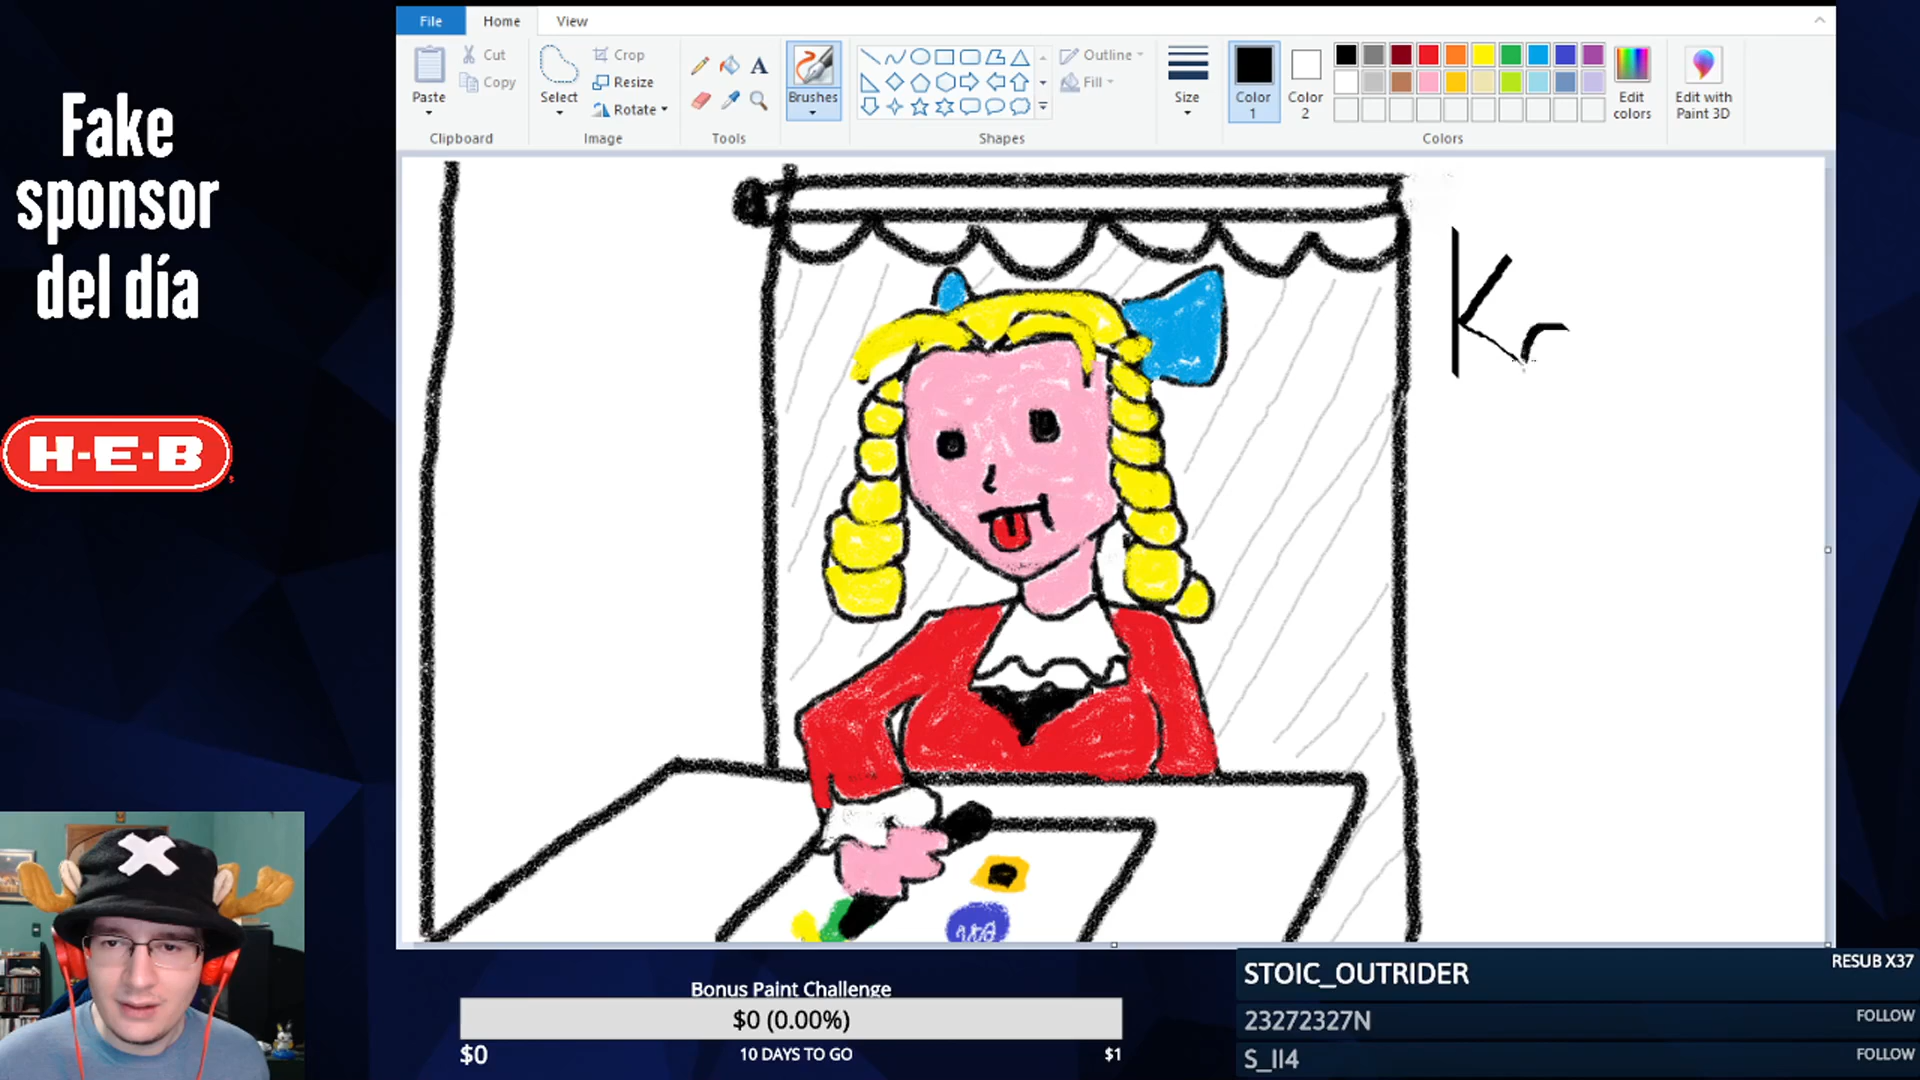 Fake
sponsor
del día
H-E-B
File Home View
Paste
Cut
Copy
Clipboard
Select
Crop
Resize
Rotate
Image
A
Tools
Brushes
Outline
Fill
Shapes
Size
Color
1
Color
2
Edit
colors
Colors
Edit with
Paint 3D
Kr
Bonus Paint Challenge
$0 (0.00%)
$0 10 DAYS TO GO $1
STOIC_OUTRIDER RESUB X37
23272327N FOLLOW
S_II4 FOLLOW